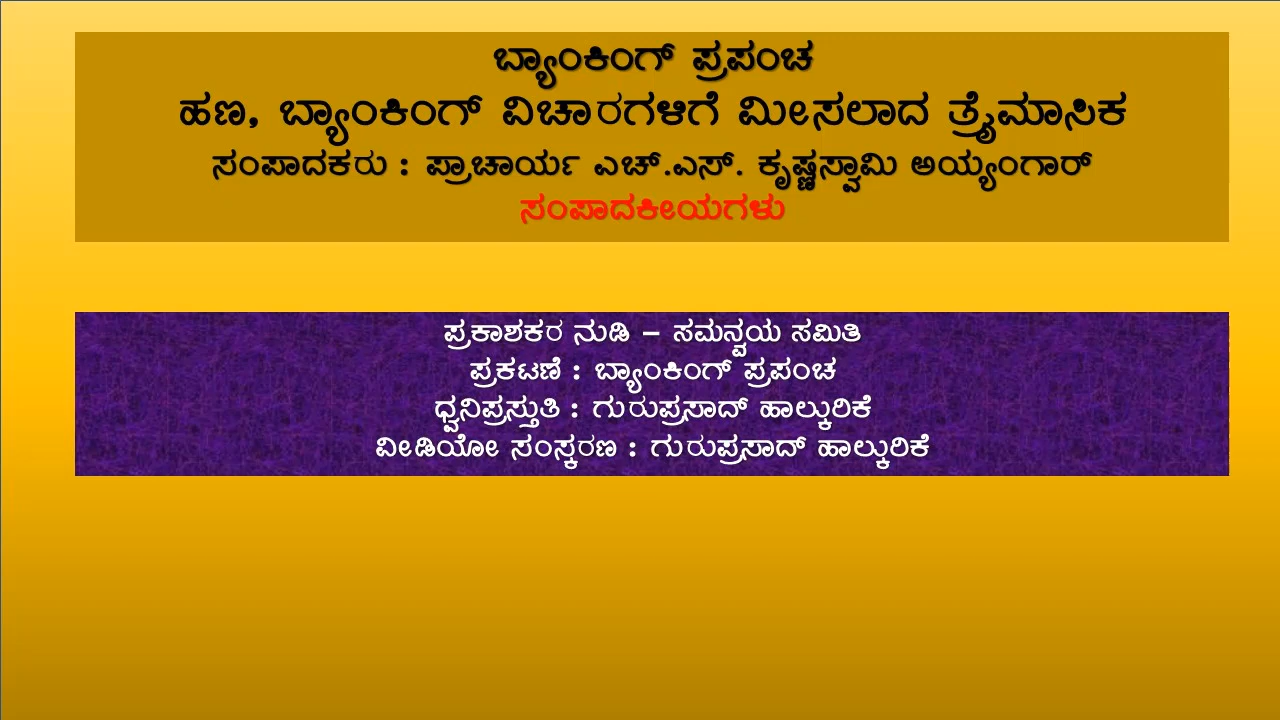 ಬ್ಯಾಂಕಿಂಗ್ ಪ್ರಪಂಚ
ಹಣ, ಬ್ಯಾಂಕಿಂಗ್ ವಿಚಾರಗಳಿಗೆ ಮೀಸಲಾದ ತ್ರೈಮಾಸಿಕ
ಸಂಪಾದಕರು : ಪ್ರಾಚಾರ್ಯ ಎಚ್.ಎಸ್. ಕೃಷ್ಣಸ್ವಾಮಿ ಅಯ್ಯಂಗಾರ್
ಸಂಪಾದಕೀಯಗಳು
ಪ್ರಕಾಶಕರ ನುಡಿ – ಸಮನ್ವಯ ಸಮಿತಿ
ಪ್ರಕಟಣೆ : ಬ್ಯಾಂಕಿಂಗ್ ಪ್ರಪಂಚ
ಧ್ವನಿಪ್ರಸ್ತುತಿ : ಗುರುಪ್ರಸಾದ್ ಹಾಲ್ಕುರಿಕೆ
ವೀಡಿಯೋ ಸಂಸ್ಕರಣ : ಗುರುಪ್ರಸಾದ್ ಹಾಲ್ಕುರಿಕೆ